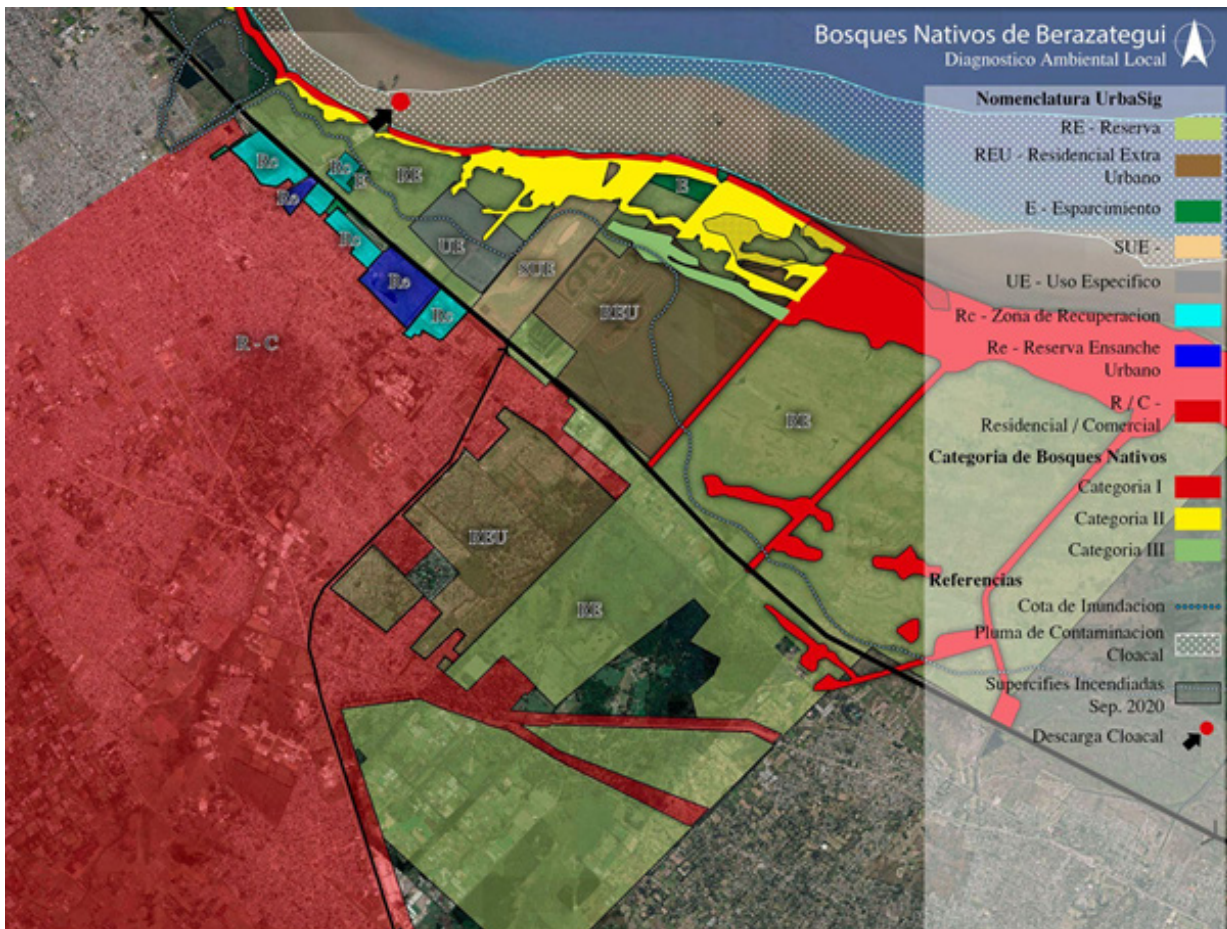 Bosques Nativos de Berazategui
Diagnostico Ambiental Local
Nomenclatura UrbaSig
RE - Reserva
REU - Residencial Extra
Urbano
E - Esparcimiento
SUE -
UE - Uso Especifico
Rc - Zona de Recuperacion
Re - Reserva Ensanche
Urbano
R / C -
Residencial / Comercial
Categoria de Bosques Nativos
Categoria I
Categoria II
Categoria III
Referencias
Cota de Inundacion
Pluma de Contaminacion
Cloacal
Supercifies Incendiadas
Sep. 2020
Descarga Cloacal
Rc
Rc
E
RE
E
Re
Rc
UE
Re
SUE
Rc
REU
R - C
RE
REU
RE